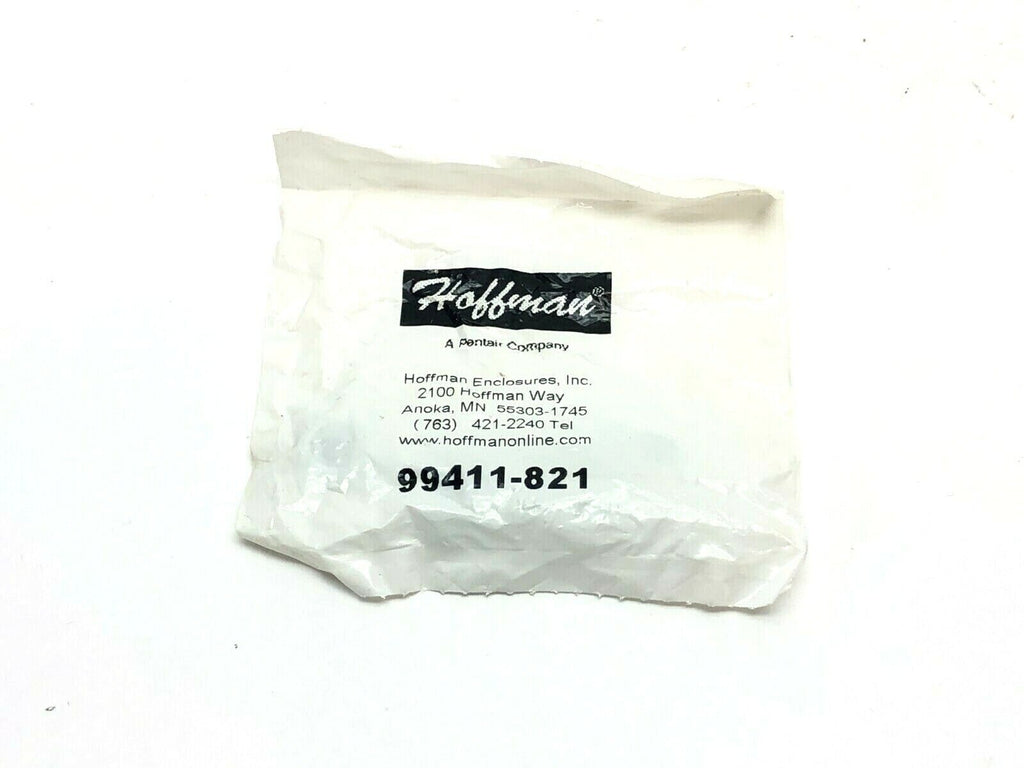 Hoffman®
A Pentair Company
Hoffman Enclosures, Inc.
2100 Hoffman Way
Anoka, MN 55303-1745
(763) 421-2240 Tel
www.hoffmanonline.com
99411-821